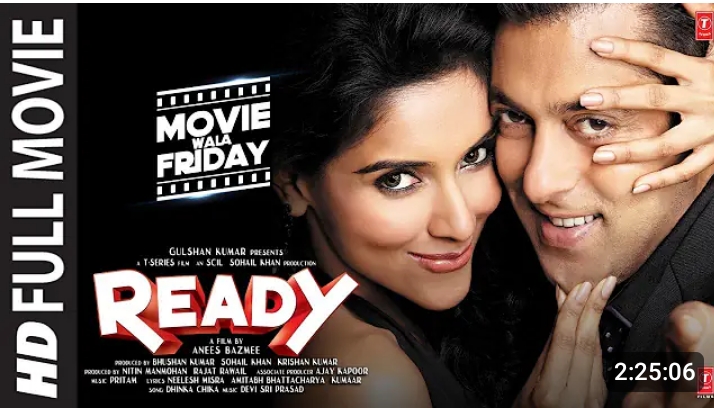 HD FULL MOVIE
MOVIE
WALA
FRIDAY
GULSHAN KUMAR PRESENTS
A T-SERIES FILM AN SCIL SOHAIL KHAN PRODUCTION
READY
A FILM BY
ANEES BAZMEE
PRODUCED BY BHUSHAN KUMAR SOHAIL KHAN KRISHAN KUMAR
PRODUCED BY NITIN MANMOHAN RAJAT RAWAIL ASSOCIATE PRODUCER AJAY KAPOOR
MUSIC PRITAM LYRICS NEELESH MISRA AMITABH BHATTACHARYA KUMAAR
SONG DHINKA CHIKA MUSIC DEVI SRI PRASAD
2:25:06